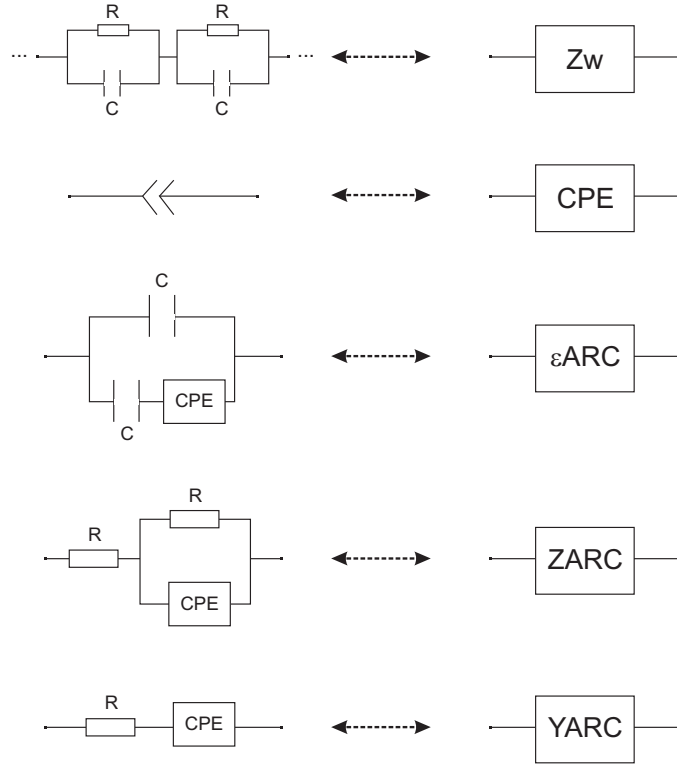 R R
... ... Zw
C C
CPE
C
εARC
CPE
C
R
R ZARC
CPE
R
CPE YARC